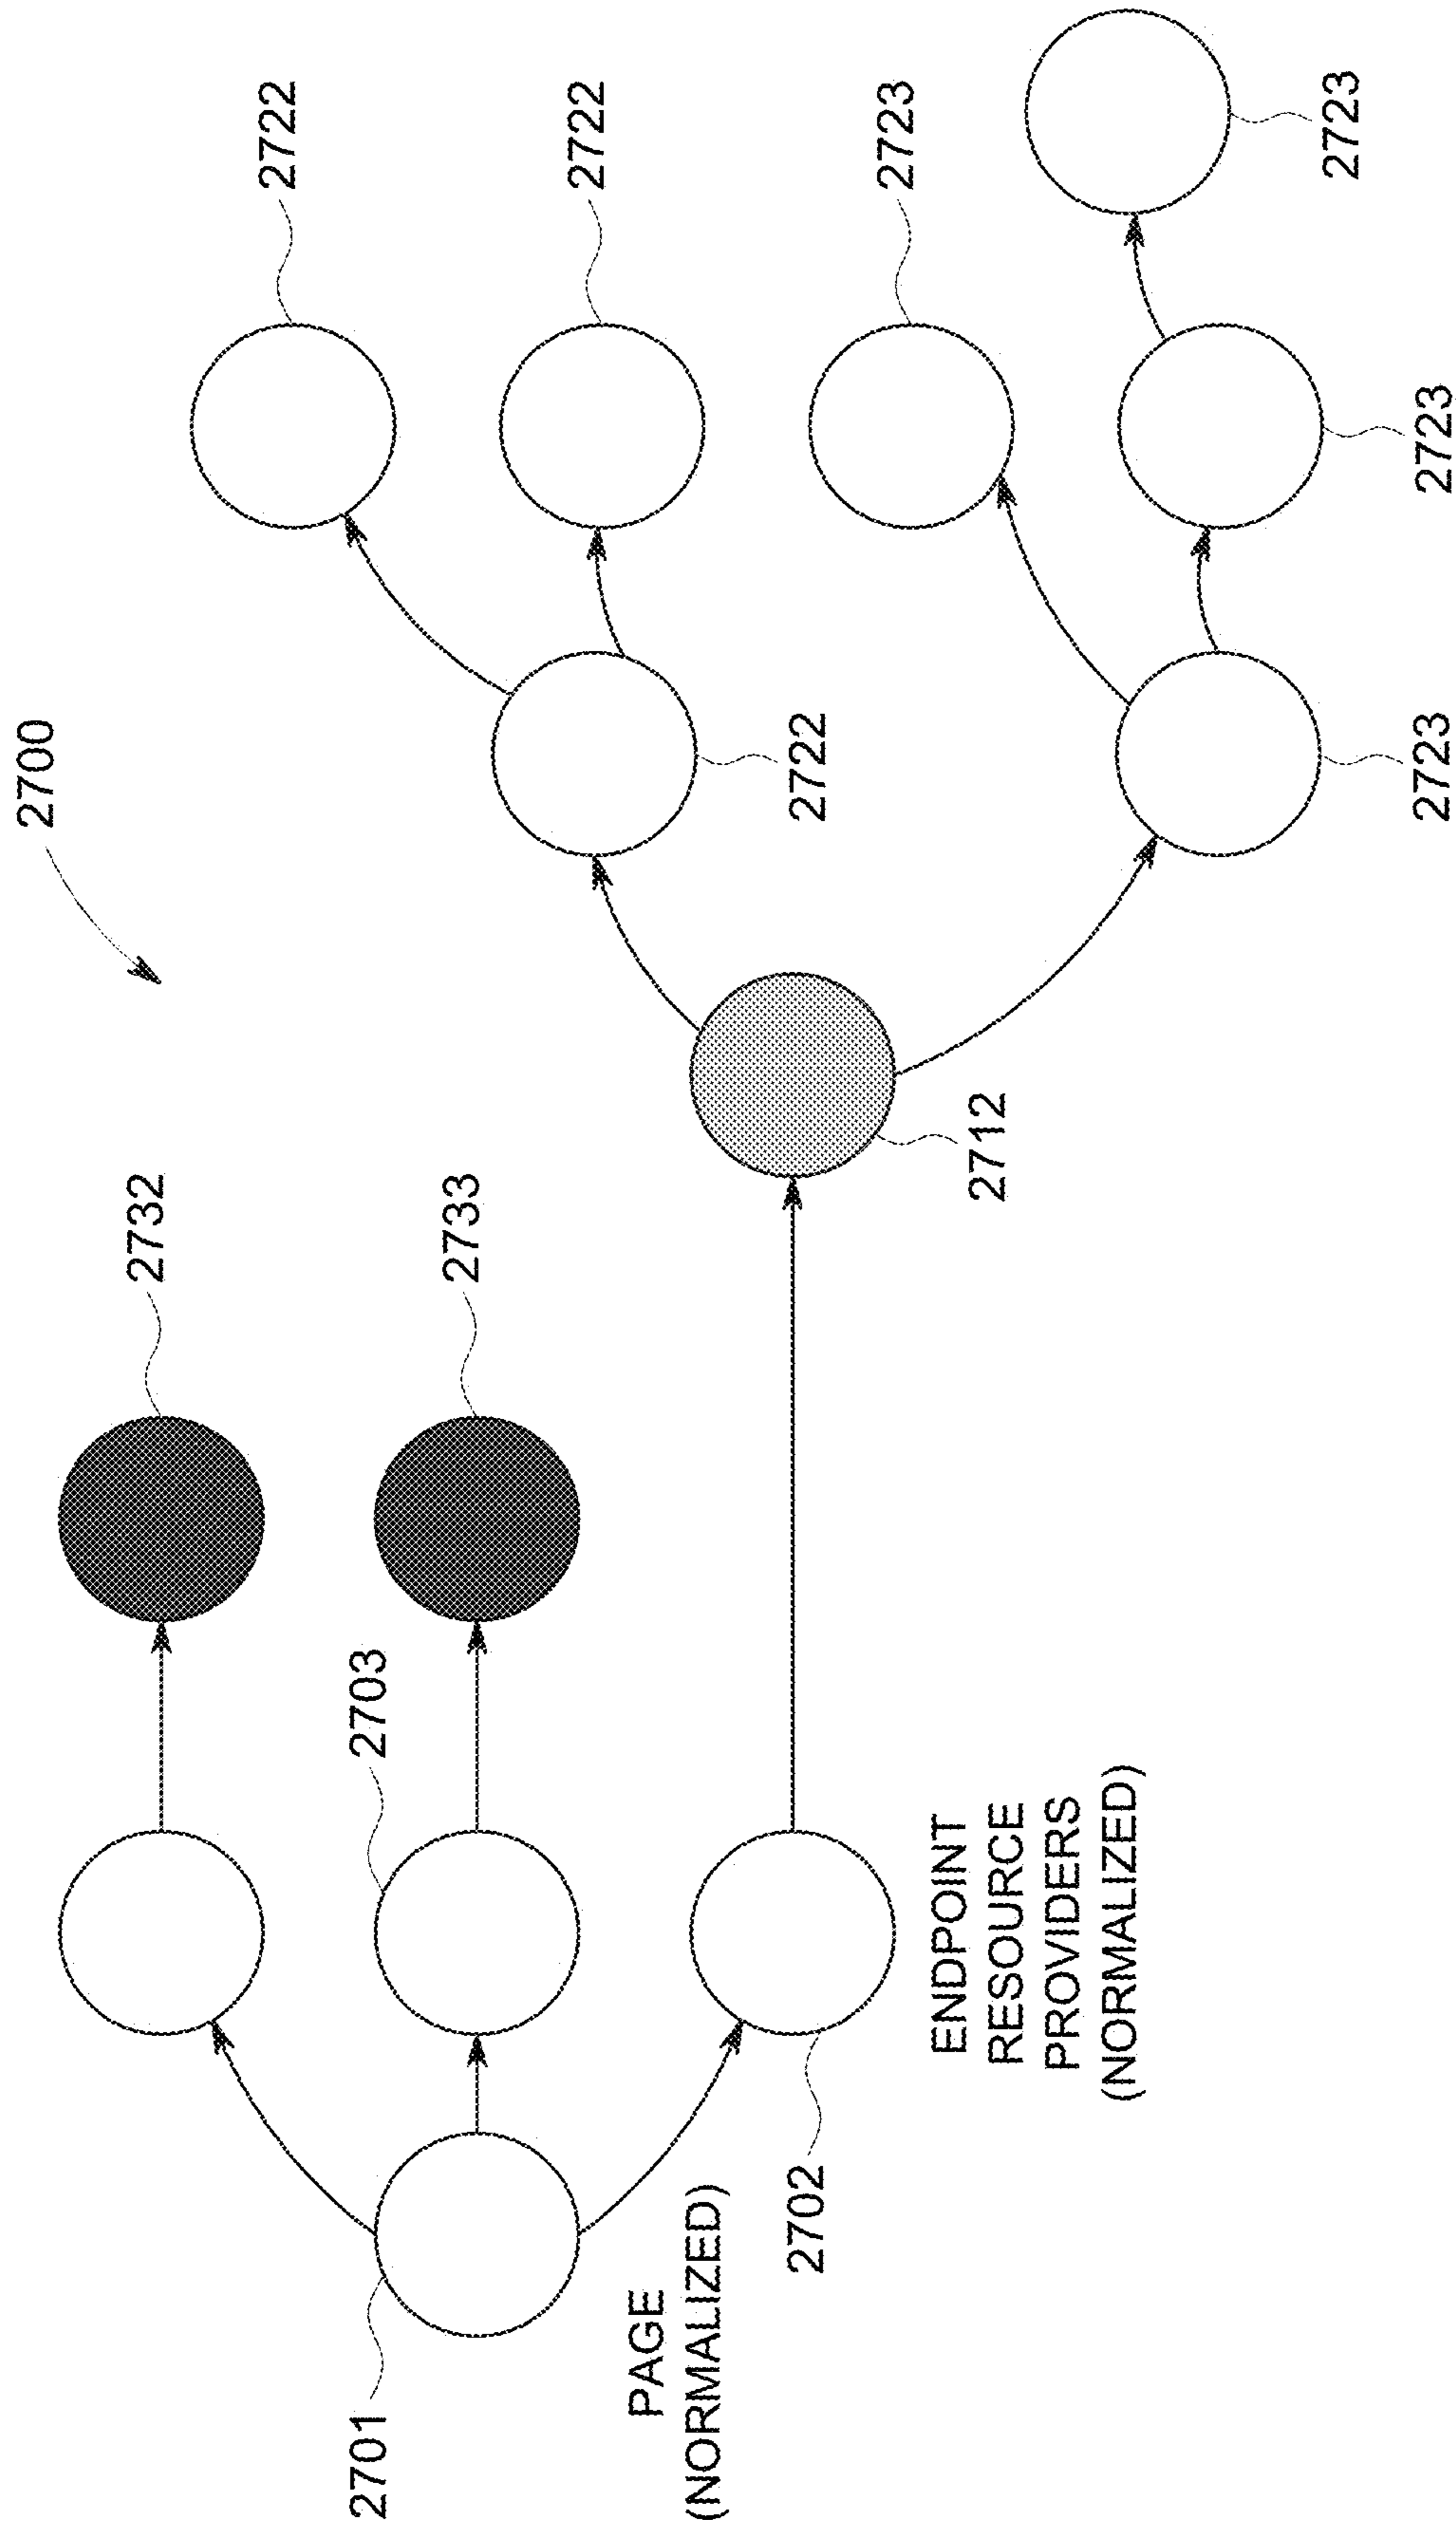 2700
2732
2722
2701
2703
2733
2722
PAGE
(NORMALIZED)
2702
2722
2723
ENDPOINT
RESOURCE
PROVIDERS
(NORMALIZED)
2712
2723
2723
2723